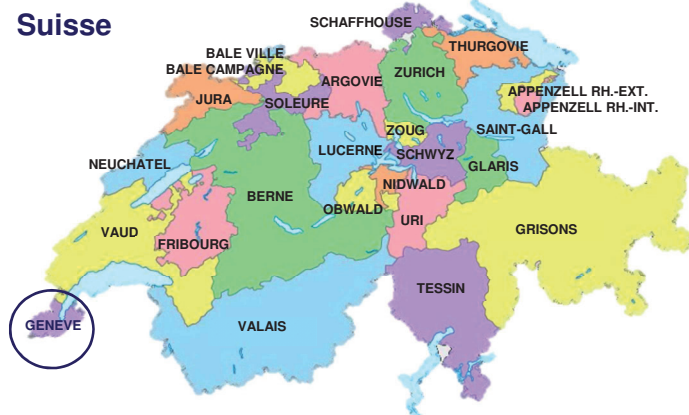 Suisse
SCHAFFHOUSE
THURGOVIE
BALE VILLE
BALE CAMPAGNE
ARGOVIE
ZURICH
JURA
SOLEURE
APPENZELL RH.-EXT.
APPENZELL RH.-INT.
ZOUG
SAINT-GALL
LUCERNE
SCHWYZ
NEUCHATEL
GLARIS
NIDWALD
BERNE
OBWALD
URI
VAUD
FRIBOURG
GRISONS
TESSIN
GENEVE
VALAIS